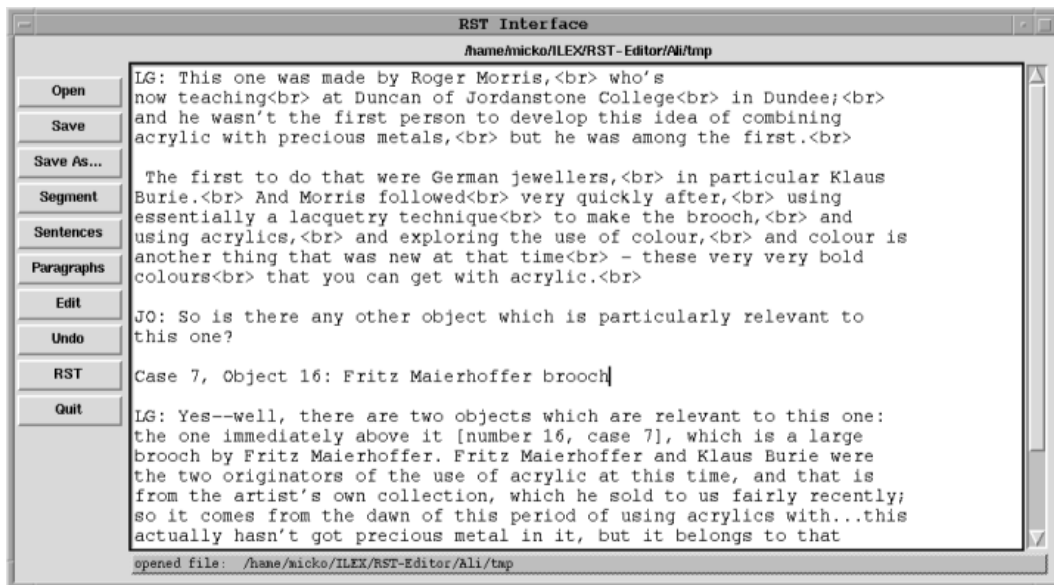 RST Interface
/hame/micko/ILEX/RST-Editor/Ali/tmp
Open
Save
Save As...
Segment
Sentences
Paragraphs
Edit
Undo
RST
Quit
LG: This one was made by Roger Morris,<br> who's
now teaching<br> at Duncan of Jordanstone College<br> in Dundee;<br>
and he wasn't the first person to develop this idea of combining
acrylic with precious metals,<br> but he was among the first.<br>
The first to do that were German jewellers,<br> in particular Klaus
Burie.<br> And Morris followed<br> very quickly after,<br> using
essentially a lacquetry technique<br> to make the brooch,<br> and
using acrylics,<br> and exploring the use of colour,<br> and colour is
another thing that was new at that time<br> - these very very bold
colours<br> that you can get with acrylic.<br>
JO: So is there any other object which is particularly relevant to
this one?
Case 7, Object 16: Fritz Maierhoffer brooch
LG: Yes--well, there are two objects which are relevant to this one:
the one immediately above it [number 16, case 7], which is a large
brooch by Fritz Maierhoffer. Fritz Maierhoffer and Klaus Burie were
the two originators of the use of acrylic at this time, and that is
from the artist's own collection, which he sold to us fairly recently;
so it comes from the dawn of this period of using acrylics with...this
actually hasn't got precious metal in it, but it belongs to that
opened file: /hame/micko/ILEX/RST-Editor/Ali/tmp